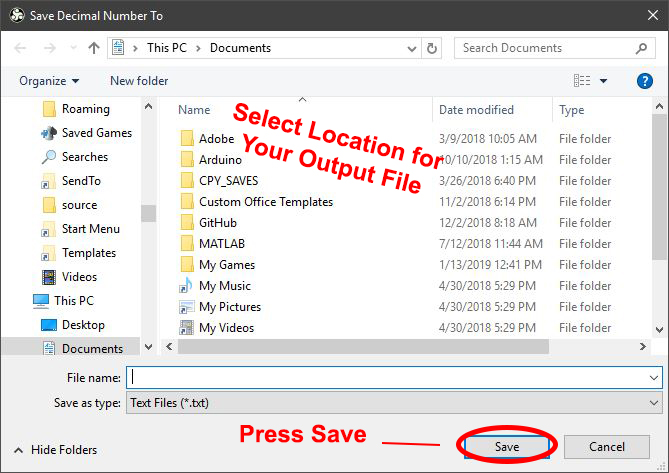 Save Decimal Number To
This PC > Documents
Search Documents
Organize
New folder
Roaming
Saved Games
Searches
SendTo
source
Start Menu
Templates
Videos
This PC
Desktop
Documents
Name Date modified Type
Adobe 3/9/2018 10:05 AM File folder
Arduino 10/10/2018 1:15 AM File folder
CPY_SAVES 3/26/2018 6:40 PM File folder
Custom Office Templates 11/2/2018 6:14 PM File folder
GitHub 12/2/2018 8:18 AM File folder
MATLAB 7/12/2018 11:44 AM File folder
My Games 1/13/2019 12:41 PM File folder
My Music 4/30/2018 5:29 PM File folder
My Pictures 4/30/2018 5:29 PM File folder
My Videos 4/30/2018 5:29 PM File folder
Select Location for
Your Output File
File name:
Save as type: Text Files (*.txt)
Press Save
Hide Folders
Save
Cancel